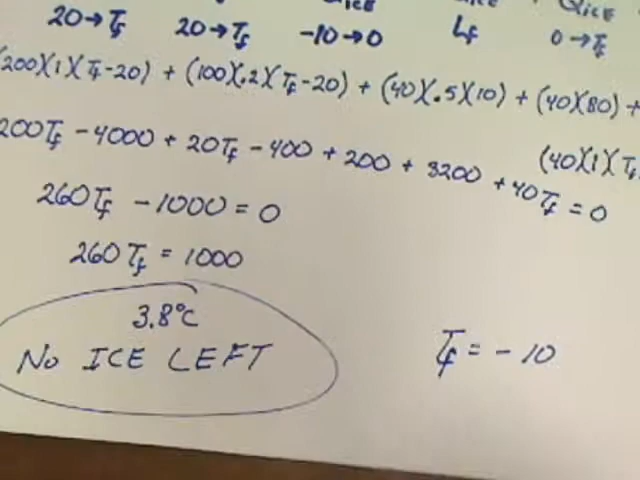 QICE
20→Tf 20→Tf -10→0 Lf 0→Tf
200)(1)(Tf-20) + (100)(.2)(Tf-20) + (40)(.5)(10) + (40)(80) +
(40)(1)(Tf
200Tf - 4000 + 20Tf - 400 + 200 + 3200 + 40Tf = 0
260Tf - 1000 = 0
260Tf = 1000
3.8°C
NO ICE LEFT
Tf = -10